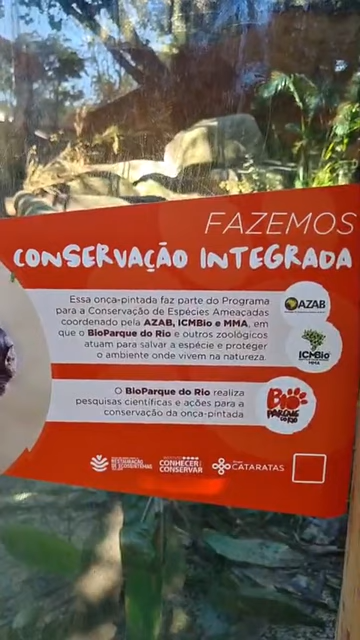 FAZEMOS
CONSERVAÇÃO INTEGRADA
Essa onça-pintada faz parte do Programa
para a Conservação de Espécies Ameaçadas
coordenado pela AZAB, ICMBio e MMA, em
que o BioParque do Rio e outros zoológicos
atuam para salvar a espécie e proteger
o ambiente onde vivem na natureza.
AZAB
ICMBio
MMA
O BioParque do Rio realiza
pesquisas científicas e ações para a
conservação da onça-pintada
BIO
PARQUE
DO RIO
RESTAURAÇÃO
DE ECOSSISTEMAS
CONHECER
CONSERVAR
CATARATAS